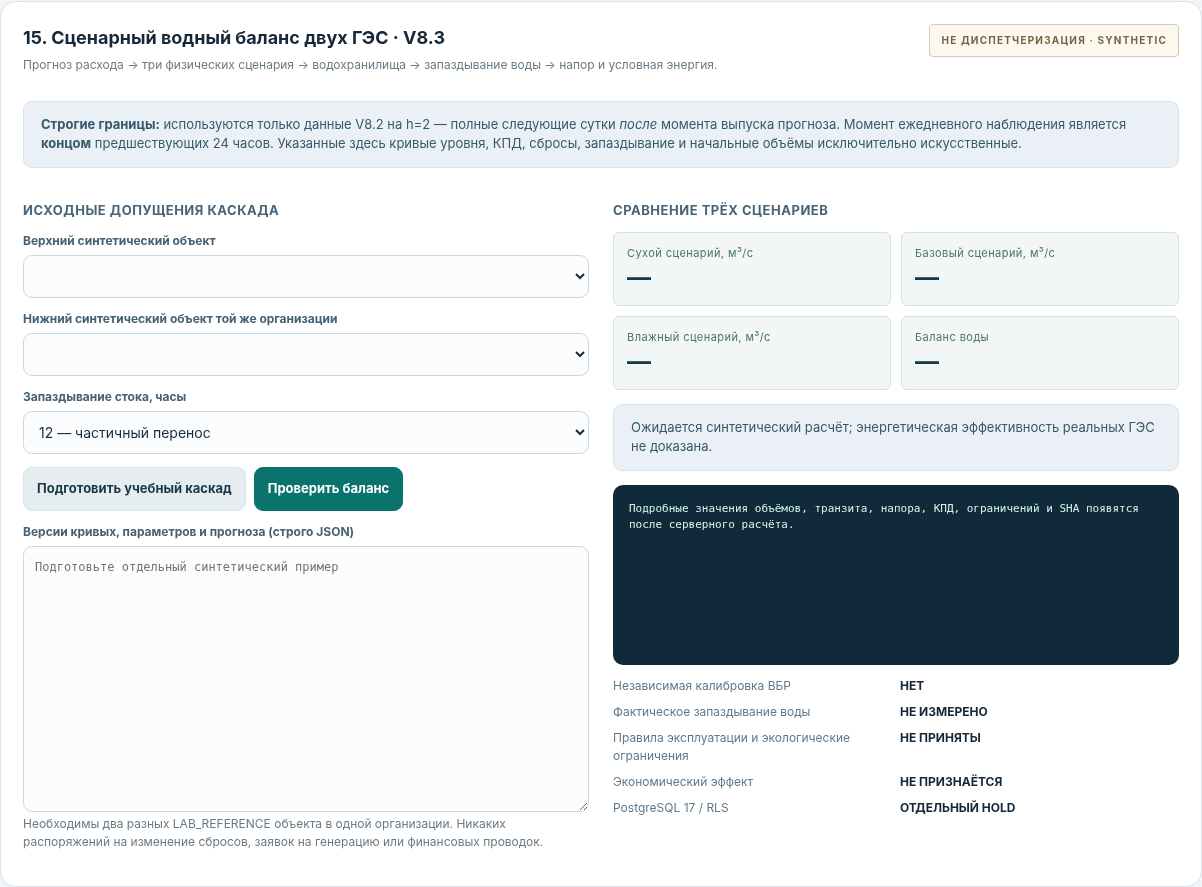 15. Сценарный водный баланс двух ГЭС · V8.3
НЕ ДИСПЕТЧЕРИЗАЦИЯ · SYNTHETIC
Прогноз расхода → три физических сценария → водохранилища → запаздывание воды → напор и условная энергия.
Строгие границы: используются только данные V8.2 на h=2 — полные следующие сутки после момента выпуска прогноза. Момент ежедневного наблюдения является
концом предшествующих 24 часов. Указанные здесь кривые уровня, КПД, сбросы, запаздывание и начальные объёмы исключительно искусственные.
ИСХОДНЫЕ ДОПУЩЕНИЯ КАСКАДА
Верхний синтетический объект
Нижний синтетический объект той же организации
Запаздывание стока, часы
12 — частичный перенос
Подготовить учебный каскад
Проверить баланс
Версии кривых, параметров и прогноза (строго JSON)
Подготовьте отдельный синтетический пример
Необходимы два разных LAB_REFERENCE объекта в одной организации. Никаких
распоряжений на изменение сбросов, заявок на генерацию или финансовых проводок.
СРАВНЕНИЕ ТРЁХ СЦЕНАРИЕВ
Сухой сценарий, м³/с
—
Базовый сценарий, м³/с
—
Влажный сценарий, м³/с
—
Баланс воды
—
Ожидается синтетический расчёт; энергетическая эффективность реальных ГЭС
не доказана.
Подробные значения объёмов, транзита, напора, КПД, ограничений и SHA появятся
после серверного расчёта.
Независимая калибровка ВБР
НЕТ
Фактическое запаздывание воды
НЕ ИЗМЕРЕНО
Правила эксплуатации и экологические
ограничения
НЕ ПРИНЯТЫ
Экономический эффект
НЕ ПРИЗНАЁТСЯ
PostgreSQL 17 / RLS
ОТДЕЛЬНЫЙ HOLD